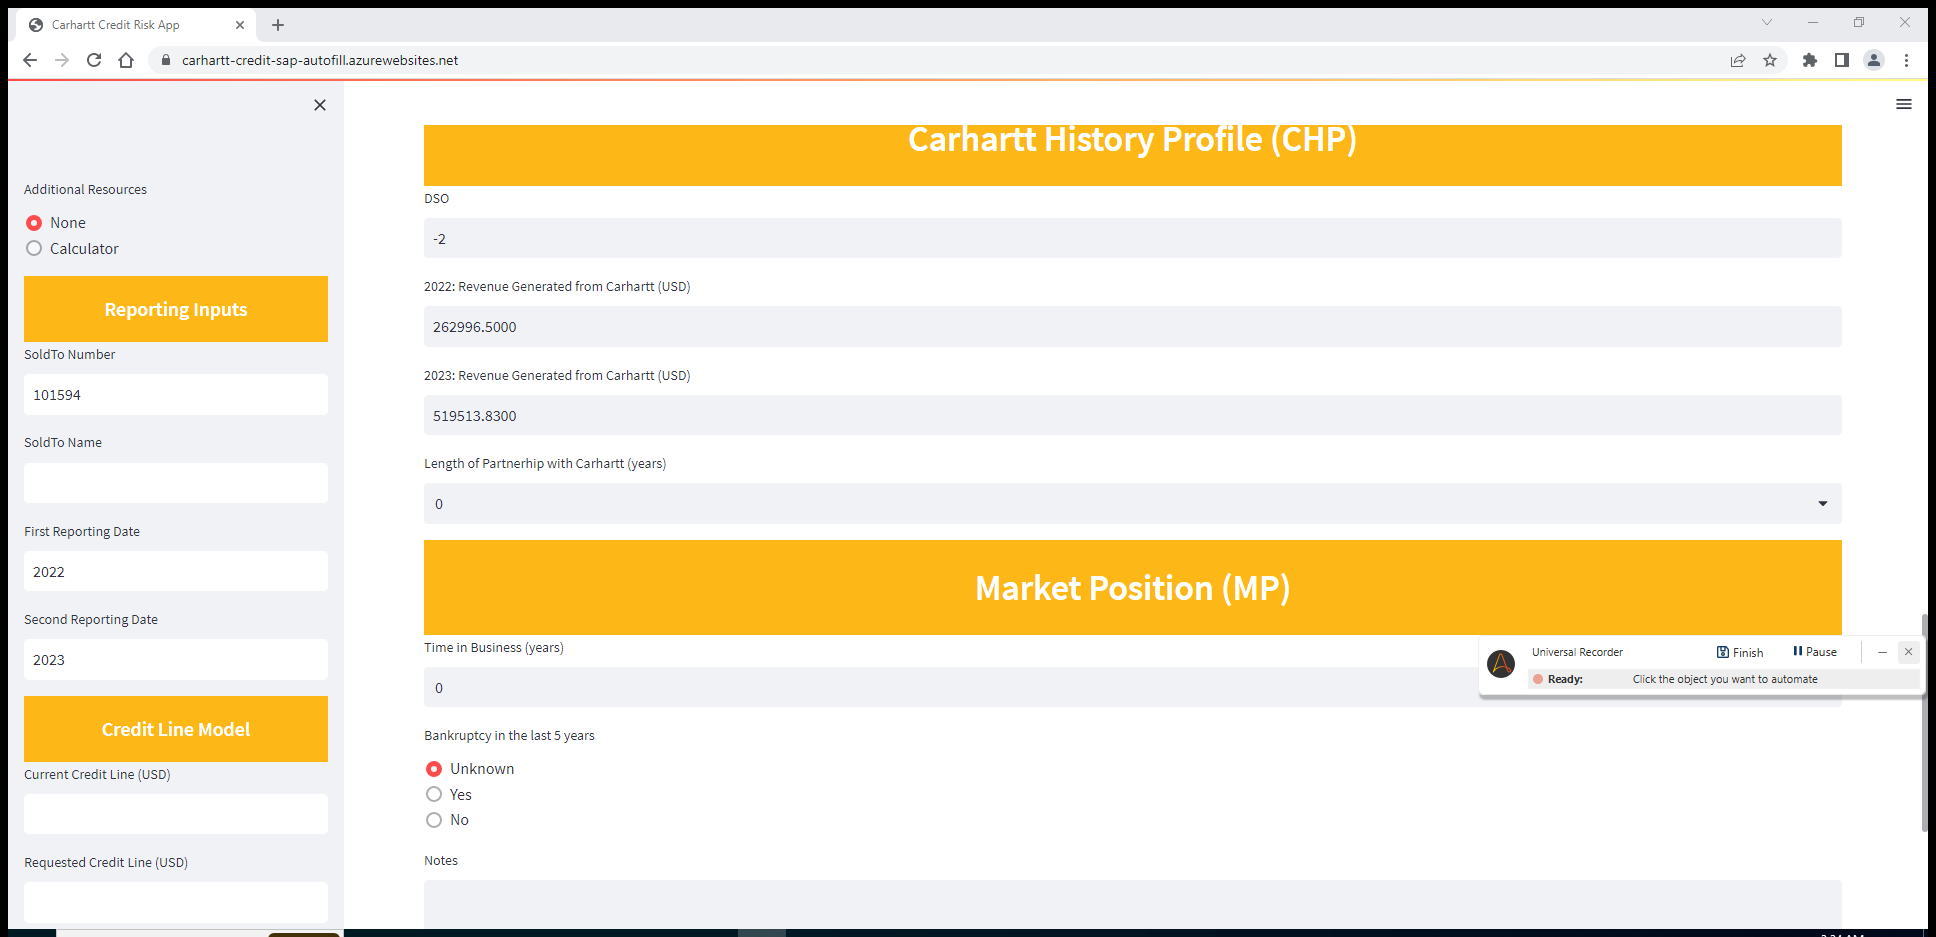 Carhartt Credit Risk App
carhartt-credit-sap-autofill.azurewebsites.net
Additional Resources
None
Calculator
Reporting Inputs
SoldTo Number
101594
SoldTo Name
First Reporting Date
2022
Second Reporting Date
2023
Credit Line Model
Current Credit Line (USD)
Requested Credit Line (USD)
Carhartt History Profile (CHP)
DSO
-2
2022: Revenue Generated from Carhartt (USD)
262996.5000
2023: Revenue Generated from Carhartt (USD)
519513.8300
Length of Partnerhip with Carhartt (years)
0
Market Position (MP)
Time in Business (years)
0
Bankruptcy in the last 5 years
Unknown
Yes
No
Notes
Universal Recorder
Finish
Pause
Ready: Click the object you want to automate